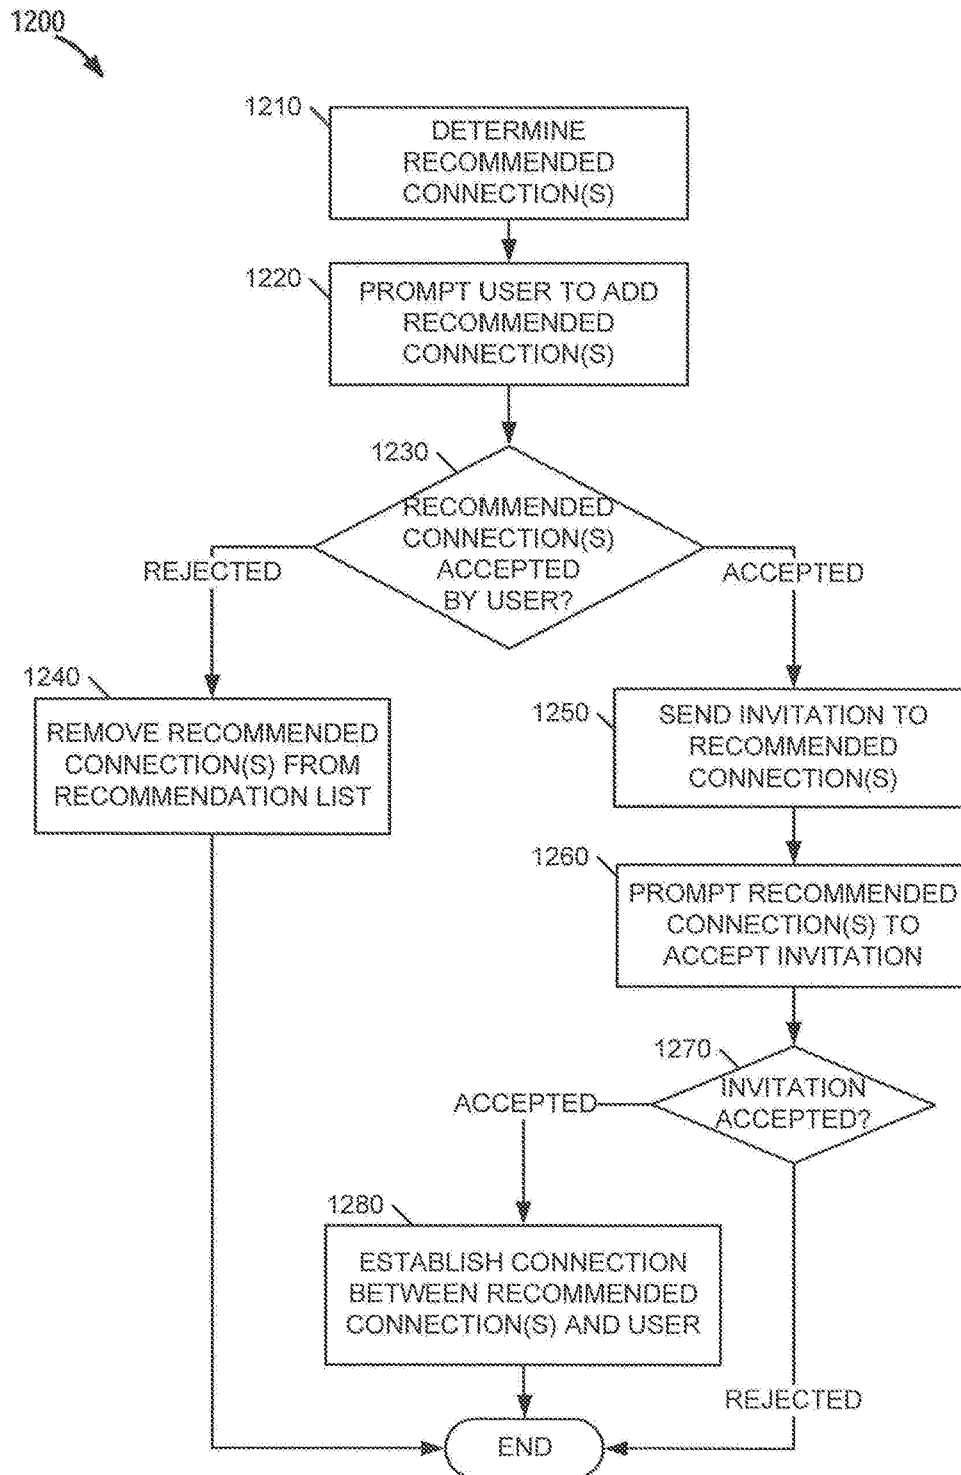 1200
1210
DETERMINE
RECOMMENDED
CONNECTION(S)
1220
PROMPT USER TO ADD
RECOMMENDED
CONNECTION(S)
1230
RECOMMENDED
CONNECTION(S)
ACCEPTED
BY USER?
REJECTED
ACCEPTED
1240
REMOVE RECOMMENDED
CONNECTION(S) FROM
RECOMMENDATION LIST
1250
SEND INVITATION TO
RECOMMENDED
CONNECTION(S)
1260
PROMPT RECOMMENDED
CONNECTION(S) TO
ACCEPT INVITATION
1270
INVITATION
ACCEPTED?
ACCEPTED
1280
ESTABLISH CONNECTION
BETWEEN RECOMMENDED
CONNECTION(S) AND USER
REJECTED
END